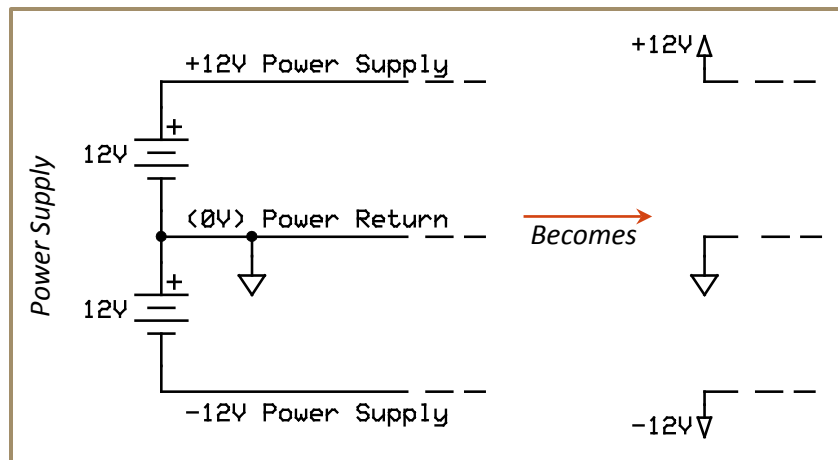 +12V Power Supply
+12V
+
12V
Power Supply
(0V) Power Return
Becomes
+
12V
-12V Power Supply
-12V